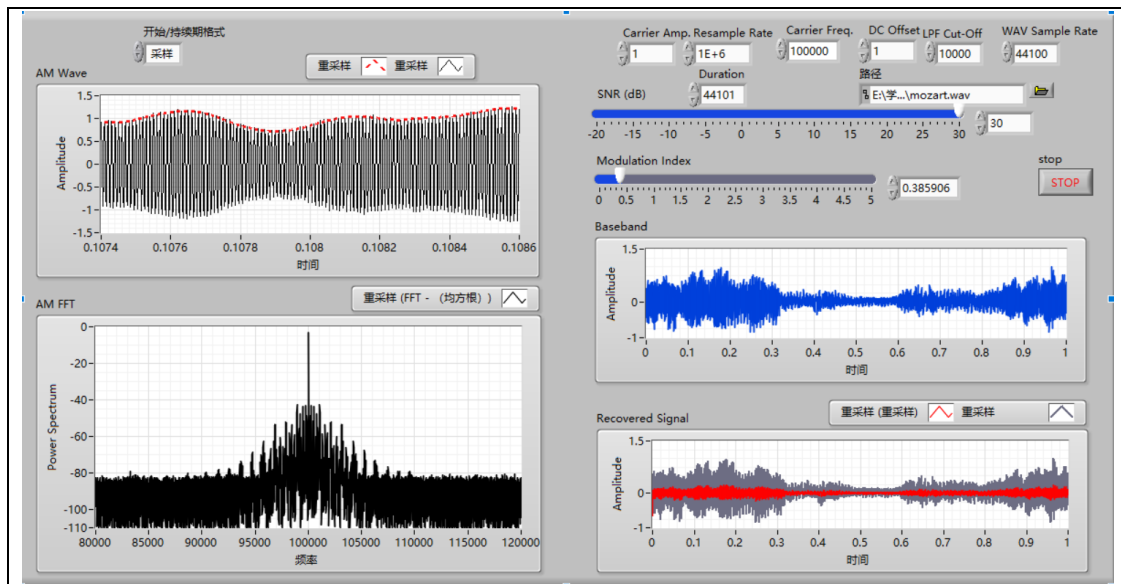 开始/持续期格式
采样
AM Wave
重采样 重采样
Amplitude
1.5
1
0.5
0
-0.5
-1
-1.5
0.1074 0.1076 0.1078 0.108 0.1082 0.1084 0.1086
时间
AM FFT
重采样 (FFT - （均方根）)
Power Spectrum
0
-20
-40
-60
-80
-100
-110
80000 85000 90000 95000 100000 105000 110000 115000 120000
频率
Carrier Amp. Resample Rate Carrier Freq. DC Offset LPF Cut-Off WAV Sample Rate
1 1E+6 100000 1 10000 44100
Duration 路径
SNR (dB) 44101 E:\学...\mozart.wav
-20 -15 -10 -5 0 5 10 15 20 25 30
30
Modulation Index
stop
STOP
0.385906
0 0.5 1 1.5 2 2.5 3 3.5 4 4.5 5
Baseband
Amplitude
1.5
0
-1
0 0.1 0.2 0.3 0.4 0.5 0.6 0.7 0.8 0.9 1
时间
Recovered Signal
重采样 (重采样) 重采样
Amplitude
1.5
0
-1
0 0.1 0.2 0.3 0.4 0.5 0.6 0.7 0.8 0.9 1
时间